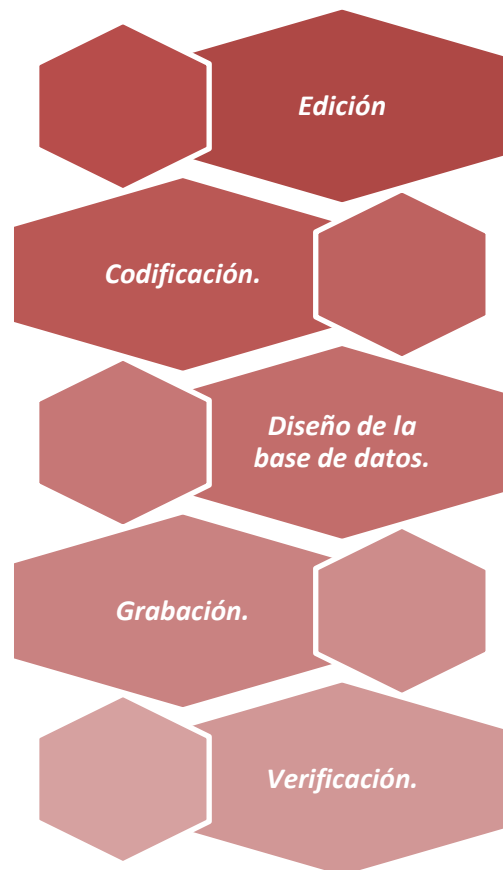 Edición
Codificación.
Diseño de la
base de datos.
Grabación.
Verificación.